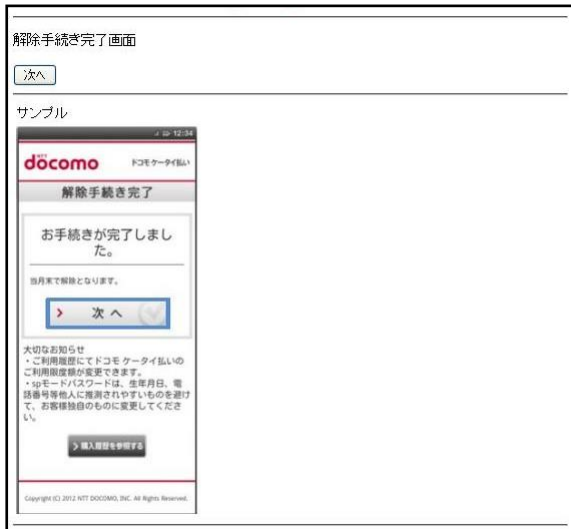 解除手続き完了画面
次へ
サンプル
12:34
NTT
döcomo
ドコモ ケータイ払い
解除手続き完了
お手続きが完了しまし
た。
当月末で解除となります。
次 へ
大切なお知らせ
・ご利用履歴にてドコモ ケータイ払いの
ご利用限度額が変更できます。
・spモードパスワードは、生年月日、電
話番号等他人に推測されやすいものを避け
て、お客様独自のものに変更してくださ
い。
購入履歴を参照する
Copyright (C) 2012 NTT DOCOMO, INC. All Rights Reserved.